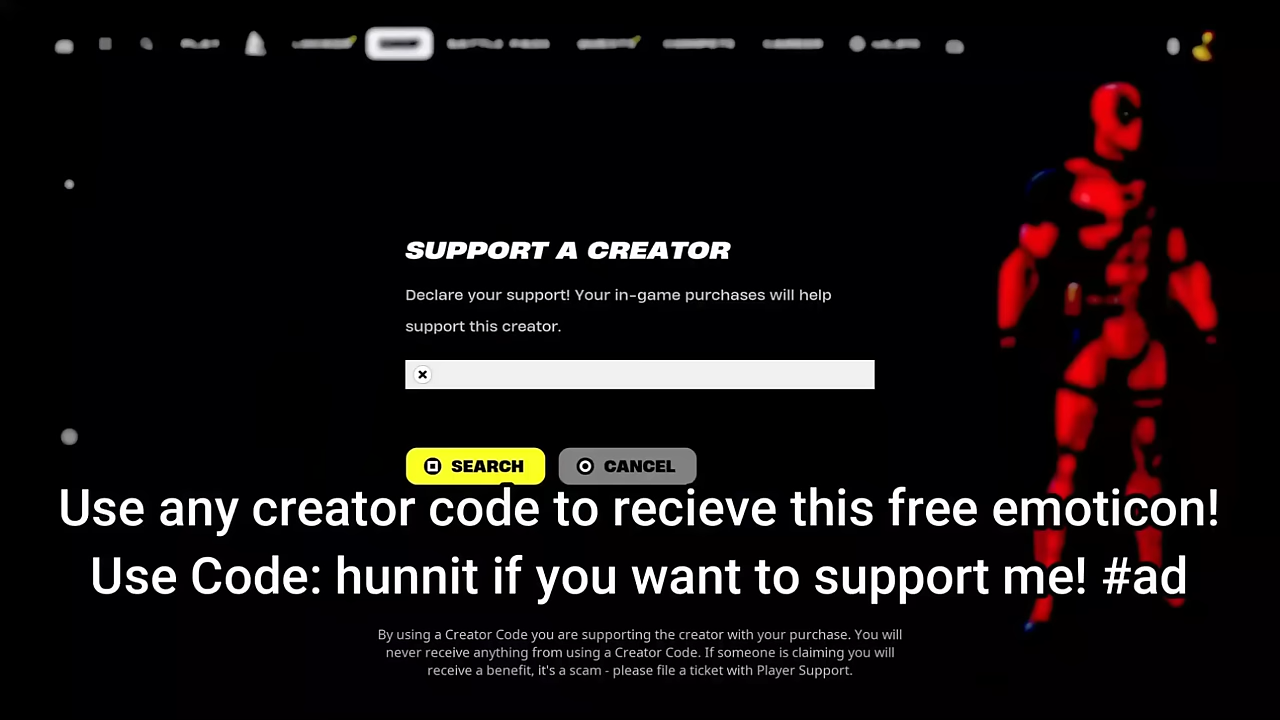 SUPPORT A CREATOR
Declare your support! Your in-game purchases will help
support this creator.
SEARCH
CANCEL
Use any creator code to recieve this free emoticon!
Use Code: hunnit if you want to support me! #ad
By using a Creator Code you are supporting the creator with your purchase. You will
never receive anything from using a Creator Code. If someone is claiming you will
receive a benefit, it's a scam - please file a ticket with Player Support.